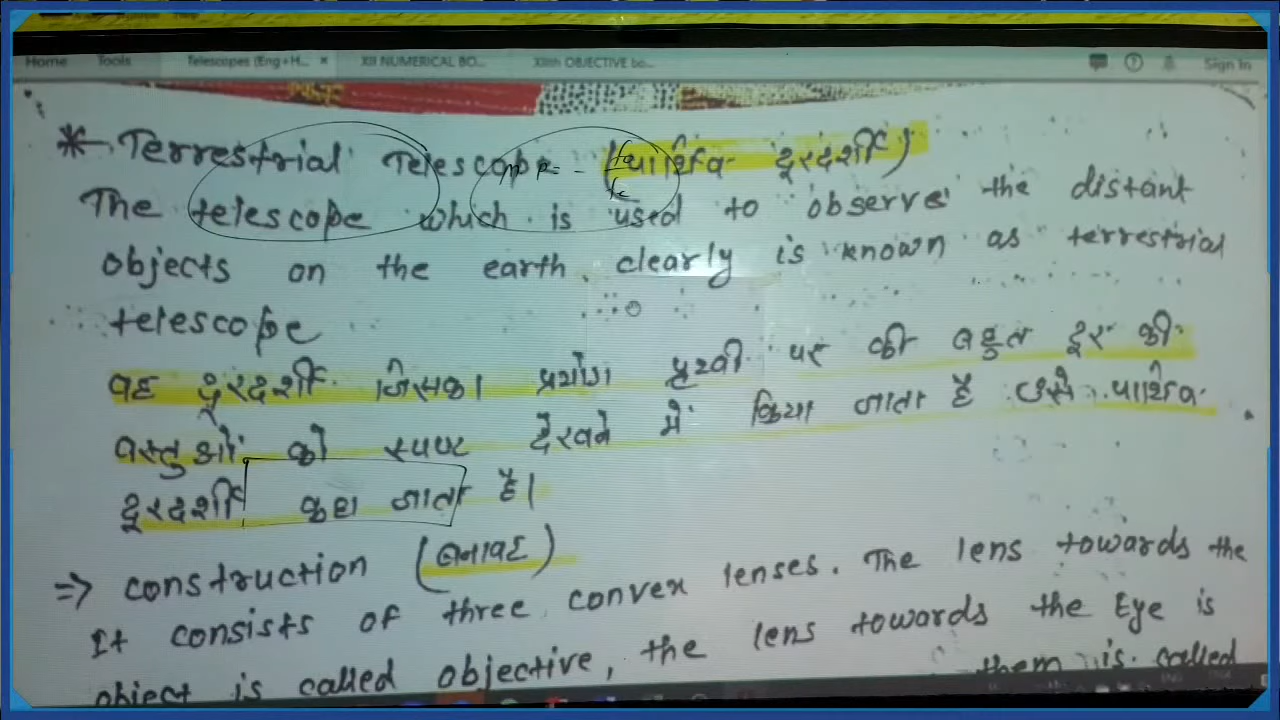 Home Tools Telescopes (Eng+H... × XII NUMERICAL BO... XIIth OBJECTIVE bo... Sign In
* Terrestrial Telescope - (पार्थिव दूरदर्शी)
The telescope which is used to observe the distant
objects on the earth clearly is known as terrestrial
telescope
वह दूरदर्शी जिसका प्रयोग पृथ्वी पर की बहुत दूर की
वस्तुओं को स्पष्ट देखने में किया जाता है उसे पार्थिव
दूरदर्शी कहा जाता है।
⇒ construction (बनावट)
It consists of three convex lenses. The lens towards the
object is called objective, the lens towards the Eye is
them is called